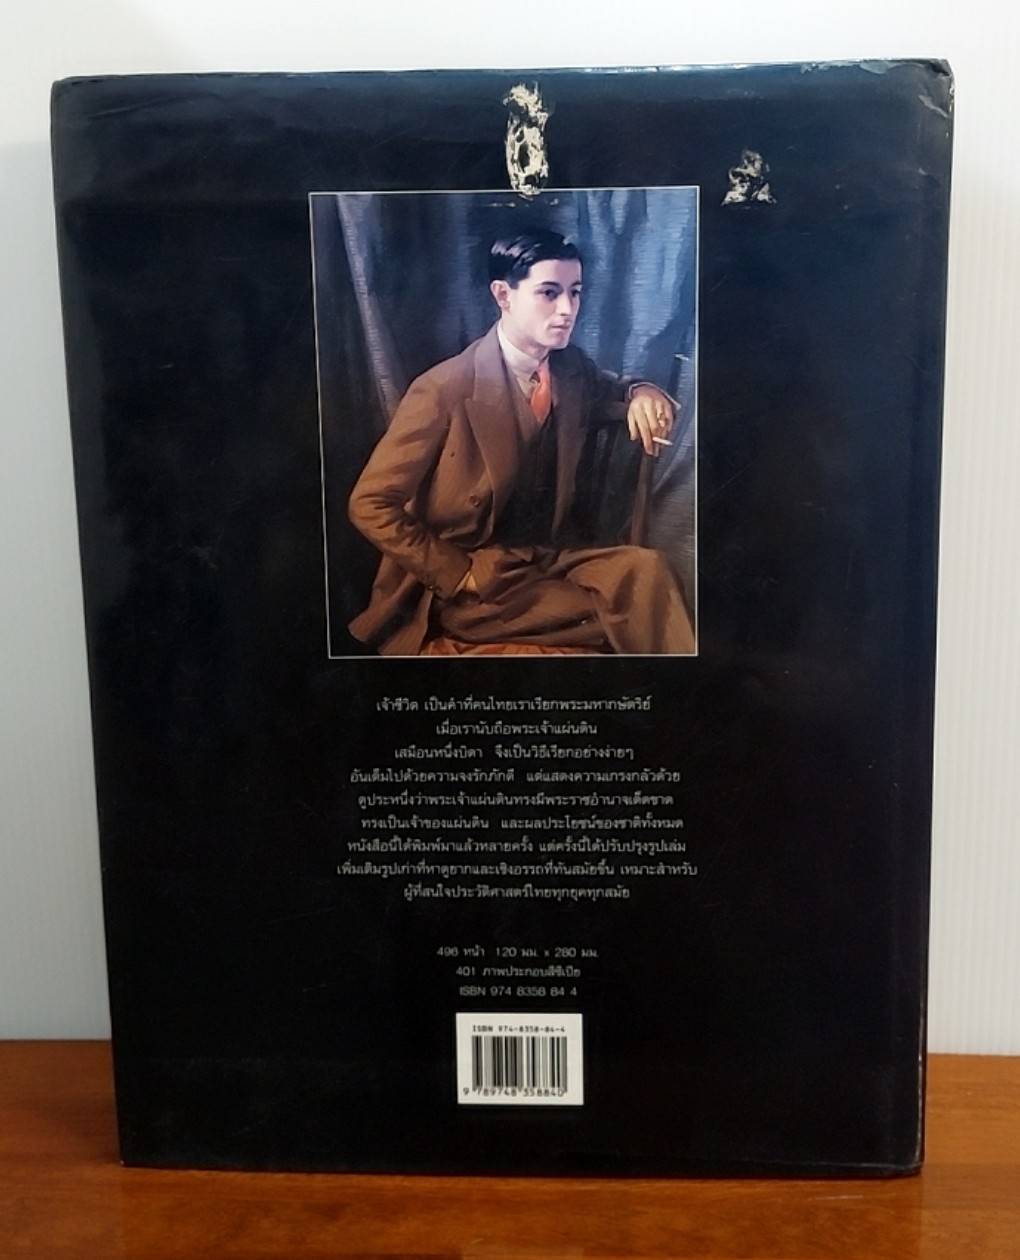 เจ้าชีวิต เป็นคำที่คนไทยเราเรียกพระมหากษัตริย์
เมื่อเรานับถือพระเจ้าแผ่นดิน
เสมือนหนึ่งบิดา จึงเป็นวิธีเรียกอย่างง่ายๆ
อันเต็มไปด้วยความจงรักภักดี แต่แสดงความเกรงกลัวด้วย
ดูประหนึ่งว่าพระเจ้าแผ่นดินทรงมีพระราชอำนาจเด็ดขาด
ทรงเป็นเจ้าของแผ่นดิน และผลประโยชน์ของชาติทั้งหมด
หนังสือนี้ได้พิมพ์มาแล้วหลายครั้ง แต่ครั้งนี้ได้ปรับปรุงรูปเล่ม
เพิ่มเติมรูปเก่าที่หาดูยากและเชิงอรรถที่ทันสมัยขึ้น เหมาะสำหรับ
ผู้ที่สนใจประวัติศาสตร์ไทยทุกยุคทุกสมัย
496 หน้า 120 มม. x 280 มม.
401 ภาพประกอบสีซีเปีย
ISBN 974 8358 84 4
ISBN 974-8358-84-4
9 789748 358840